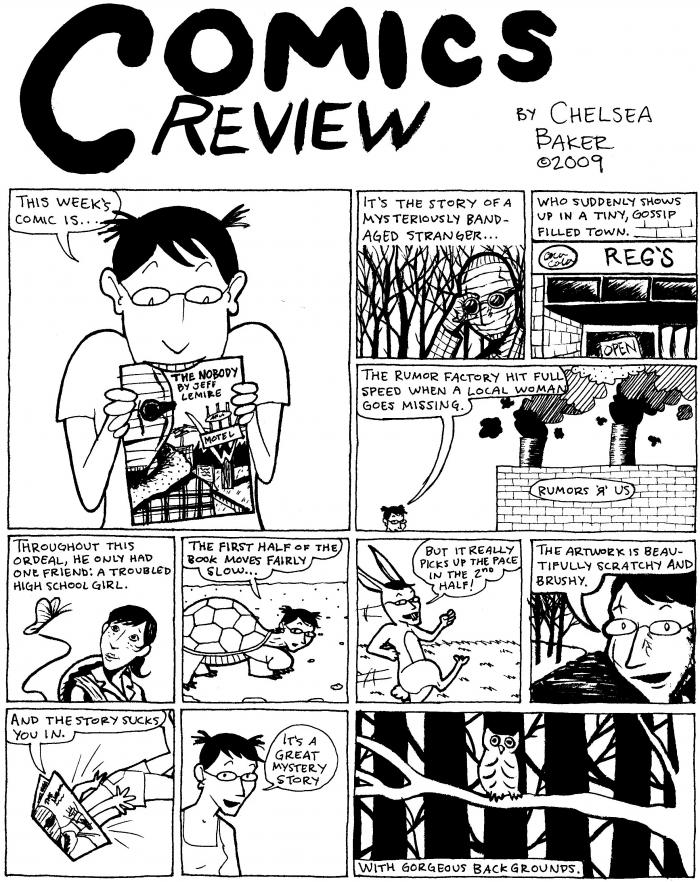 COMICS
REVIEW
BY CHELSEA
BAKER
©2009
THIS WEEK'S
COMIC IS...
THE NOBODY
BY JEFF
LEMIRE
MOTEL
IT'S THE STORY OF A
MYSTERIOUSLY BAND-
AGED STRANGER...
WHO SUDDENLY SHOWS
UP IN A TINY, GOSSIP
FILLED TOWN.
COCA
COLA
REG'S
OPEN
THE RUMOR FACTORY HIT FULL
SPEED WHEN A LOCAL WOMAN
GOES MISSING.
RUMORS 'Я' US
THROUGHOUT THIS
ORDEAL, HE ONLY HAD
ONE FRIEND: A TROUBLED
HIGH SCHOOL GIRL.
THE FIRST HALF OF THE
BOOK MOVES FAIRLY
SLOW...
BUT IT REALLY
PICKS UP THE PACE
IN THE 2ND
HALF!
THE ARTWORK IS BEAU-
TIFULLY SCRATCHY AND
BRUSHY.
AND THE STORY SUCKS
YOU IN.
IT'S A
GREAT
MYSTERY
STORY
WITH GORGEOUS BACKGROUNDS.